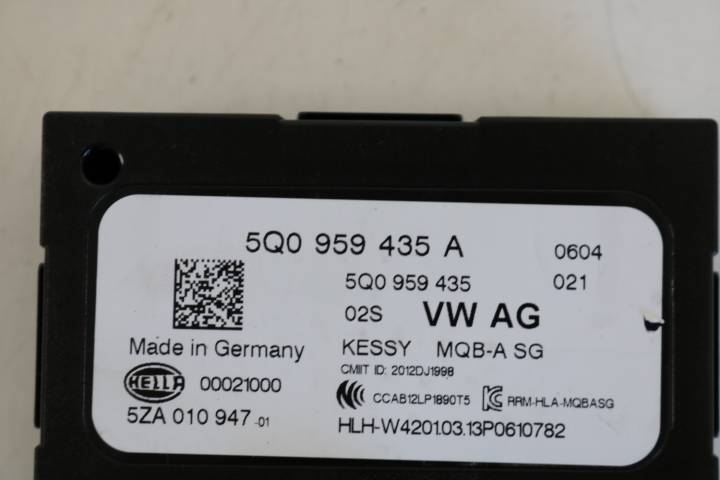 5Q0 959 435 A 0604
5Q0 959 435 021
02S VW AG
Made in Germany KESSY MQB-A SG
CMIIT ID: 2012DJ1998
HELLA 00021000 CCAB12LP1890T5 RRM-HLA-MQBASG
5ZA 010 947 -01 HLH-W4201.03.13P0610782